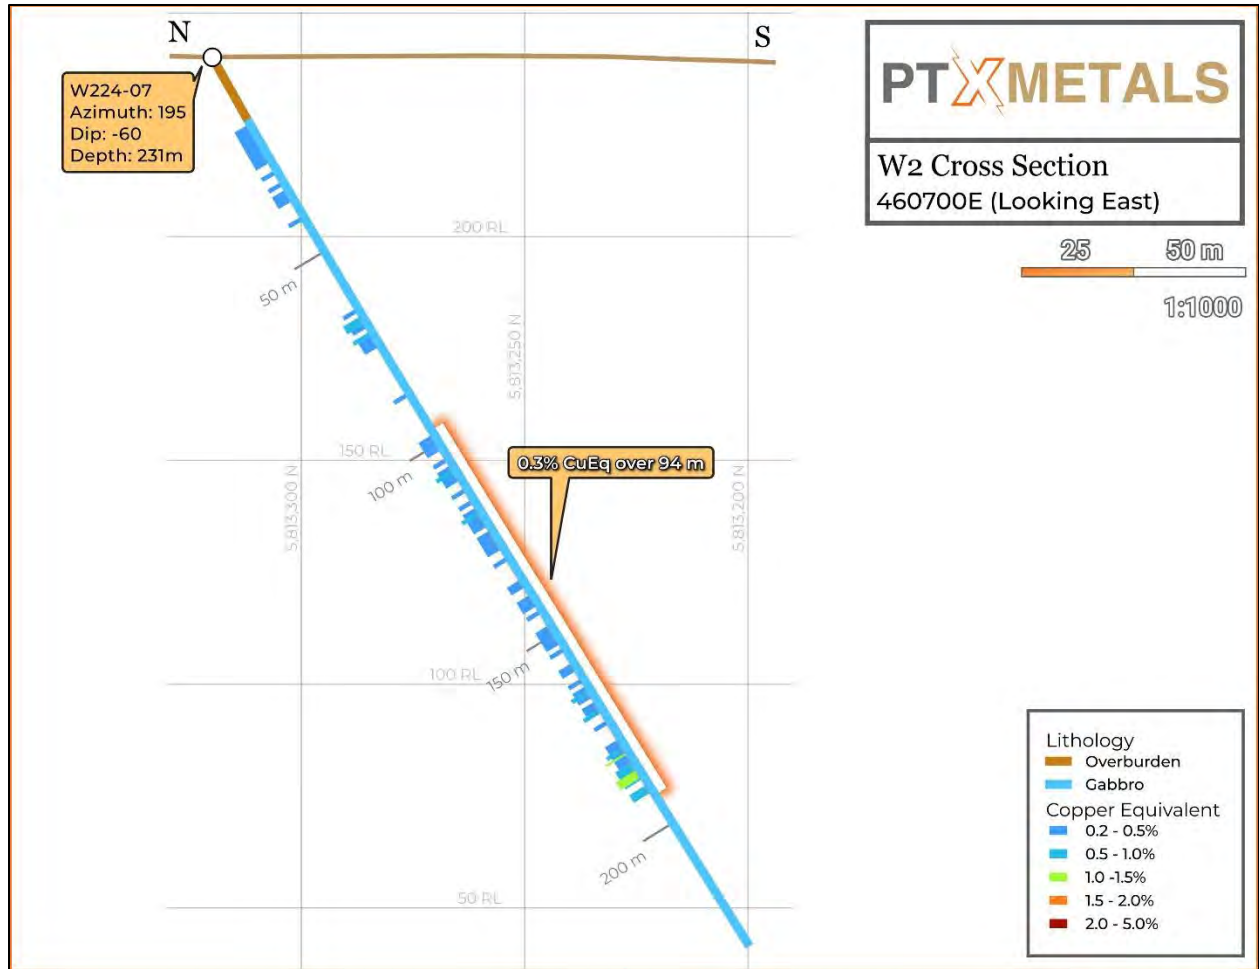 N
S
W224-07
Azimuth: 195
Dip: -60
Depth: 231m
PTXMETALS
W2 Cross Section
460700E (Looking East)
25 50 m
1:1000
200 RL
50 m
5,813,250 N
150 RL
100 m
0.3% CuEq over 94 m
5,813,300 N
5,813,200 N
100 RL
150 m
200 m
50 RL
Lithology
Overburden
Gabbro
Copper Equivalent
0.2 - 0.5%
0.5 - 1.0%
1.0 -1.5%
1.5 - 2.0%
2.0 - 5.0%